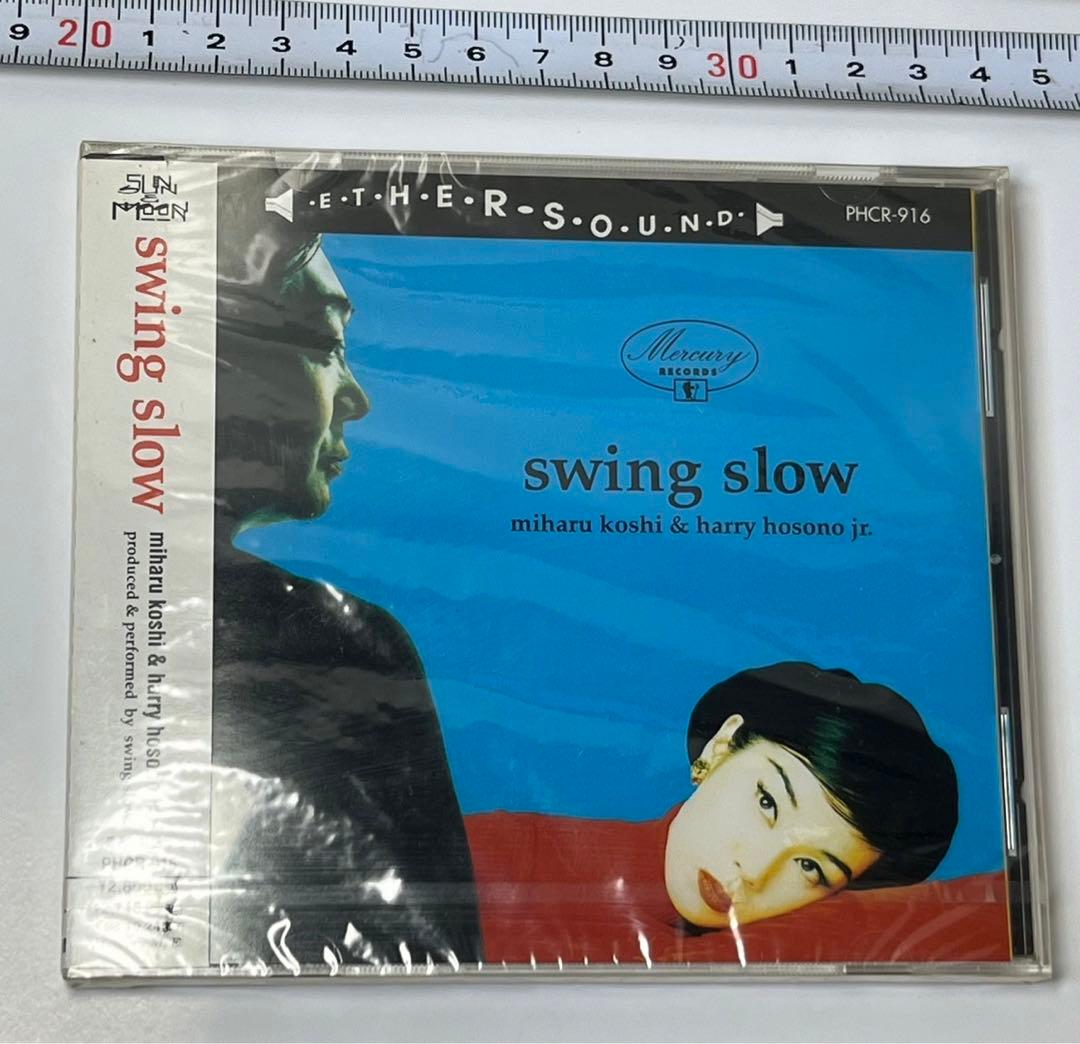 9 20 1 2 3 4 5 6 7 8 9 30 1 2 3 4 5
SUN & MOON
swing slow
miharu koshi & harry hoso
produced & performed by swing
·E·T·H·E·R-S·O·U·N·D·
PHCR-916
Mercury
RECORDS
swing slow
miharu koshi & harry hosono jr.